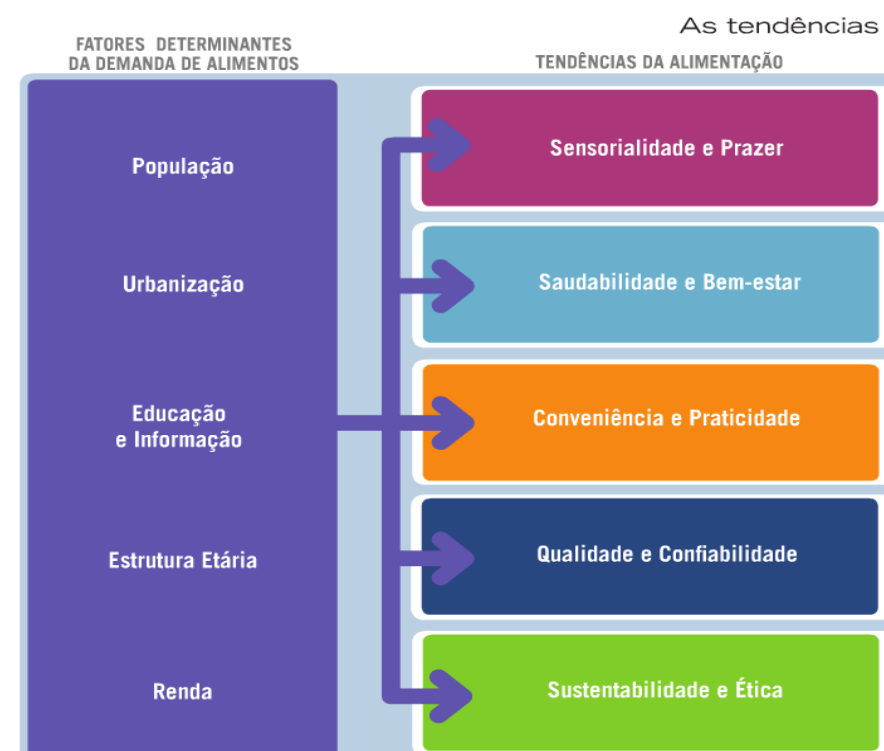 As tendências
FATORES DETERMINANTES
DA DEMANDA DE ALIMENTOS
População
Urbanização
Educação
e Informação
Estrutura Etária
Renda
TENDÊNCIAS DA ALIMENTAÇÃO
Sensorialidade e Prazer
Saudabilidade e Bem-estar
Conveniência e Praticidade
Qualidade e Confiabilidade
Sustentabilidade e Ética